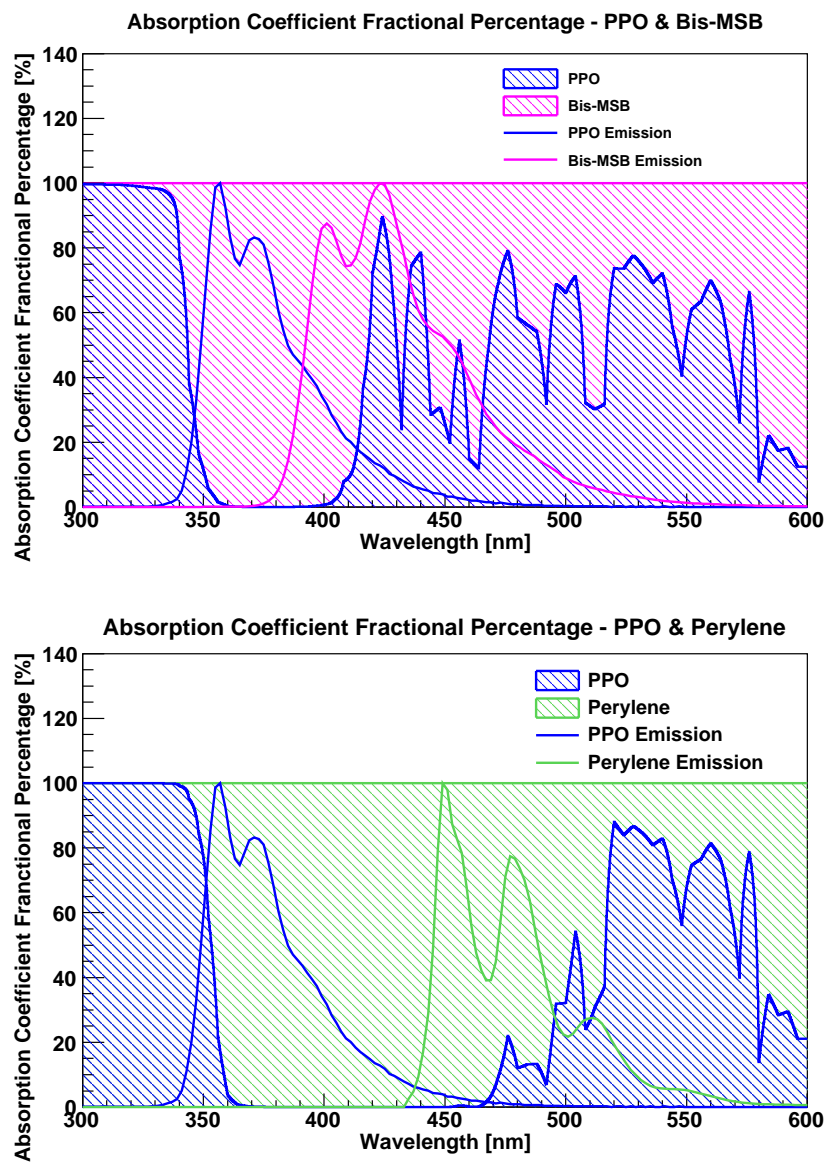 Absorption Coefficient Fractional Percentage - PPO & Bis-MSB
Absorption Coefficient Franctional Percentage [%]
140
120
100
80
60
40
20
0
PPO
Bis-MSB
PPO Emission
Bis-MSB Emission
300 350 400 450 500 550 600
Wavelength [nm]
Absorption Coefficient Fractional Percentage - PPO & Perylene
Absorption Coefficient Franctional Percentage [%]
140
120
100
80
60
40
20
0
PPO
Perylene
PPO Emission
Perylene Emission
300 350 400 450 500 550 600
Wavelength [nm]